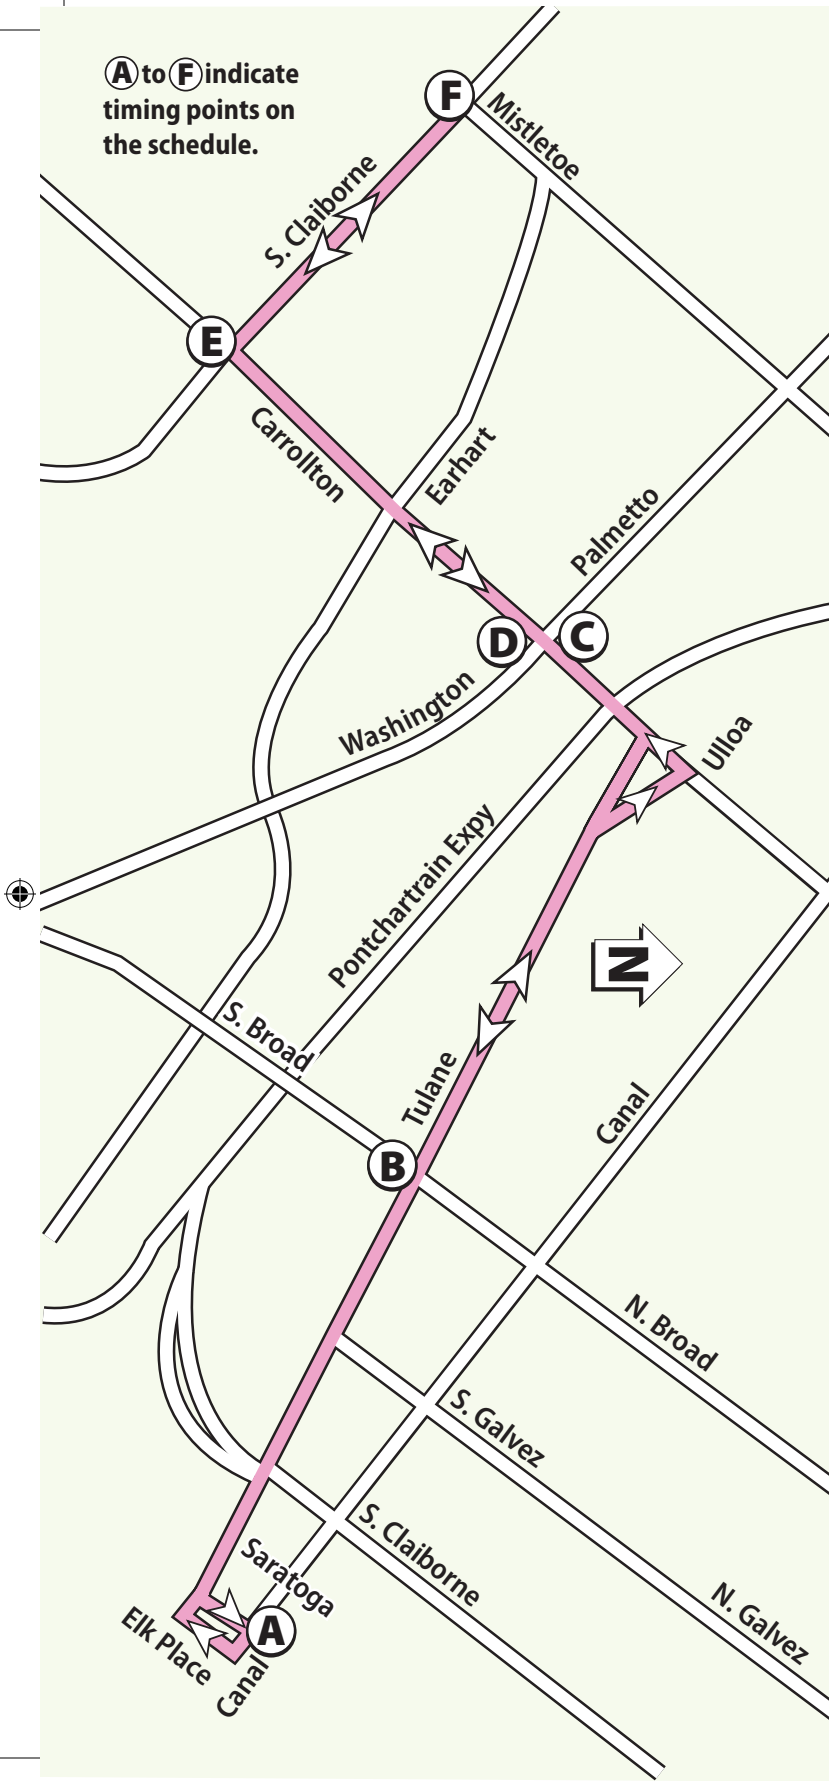 A to F indicate
timing points on
the schedule.
F
Mistletoe
S. Claiborne
E
Carrollton
Earhart
Palmetto
D
C
Washington
Ulloa
Pontchartrain Expy
N
S. Broad
Tulane
Canal
B
N. Broad
S. Galvez
S. Claiborne
Saratoga
N. Galvez
A
Elk Place
Canal